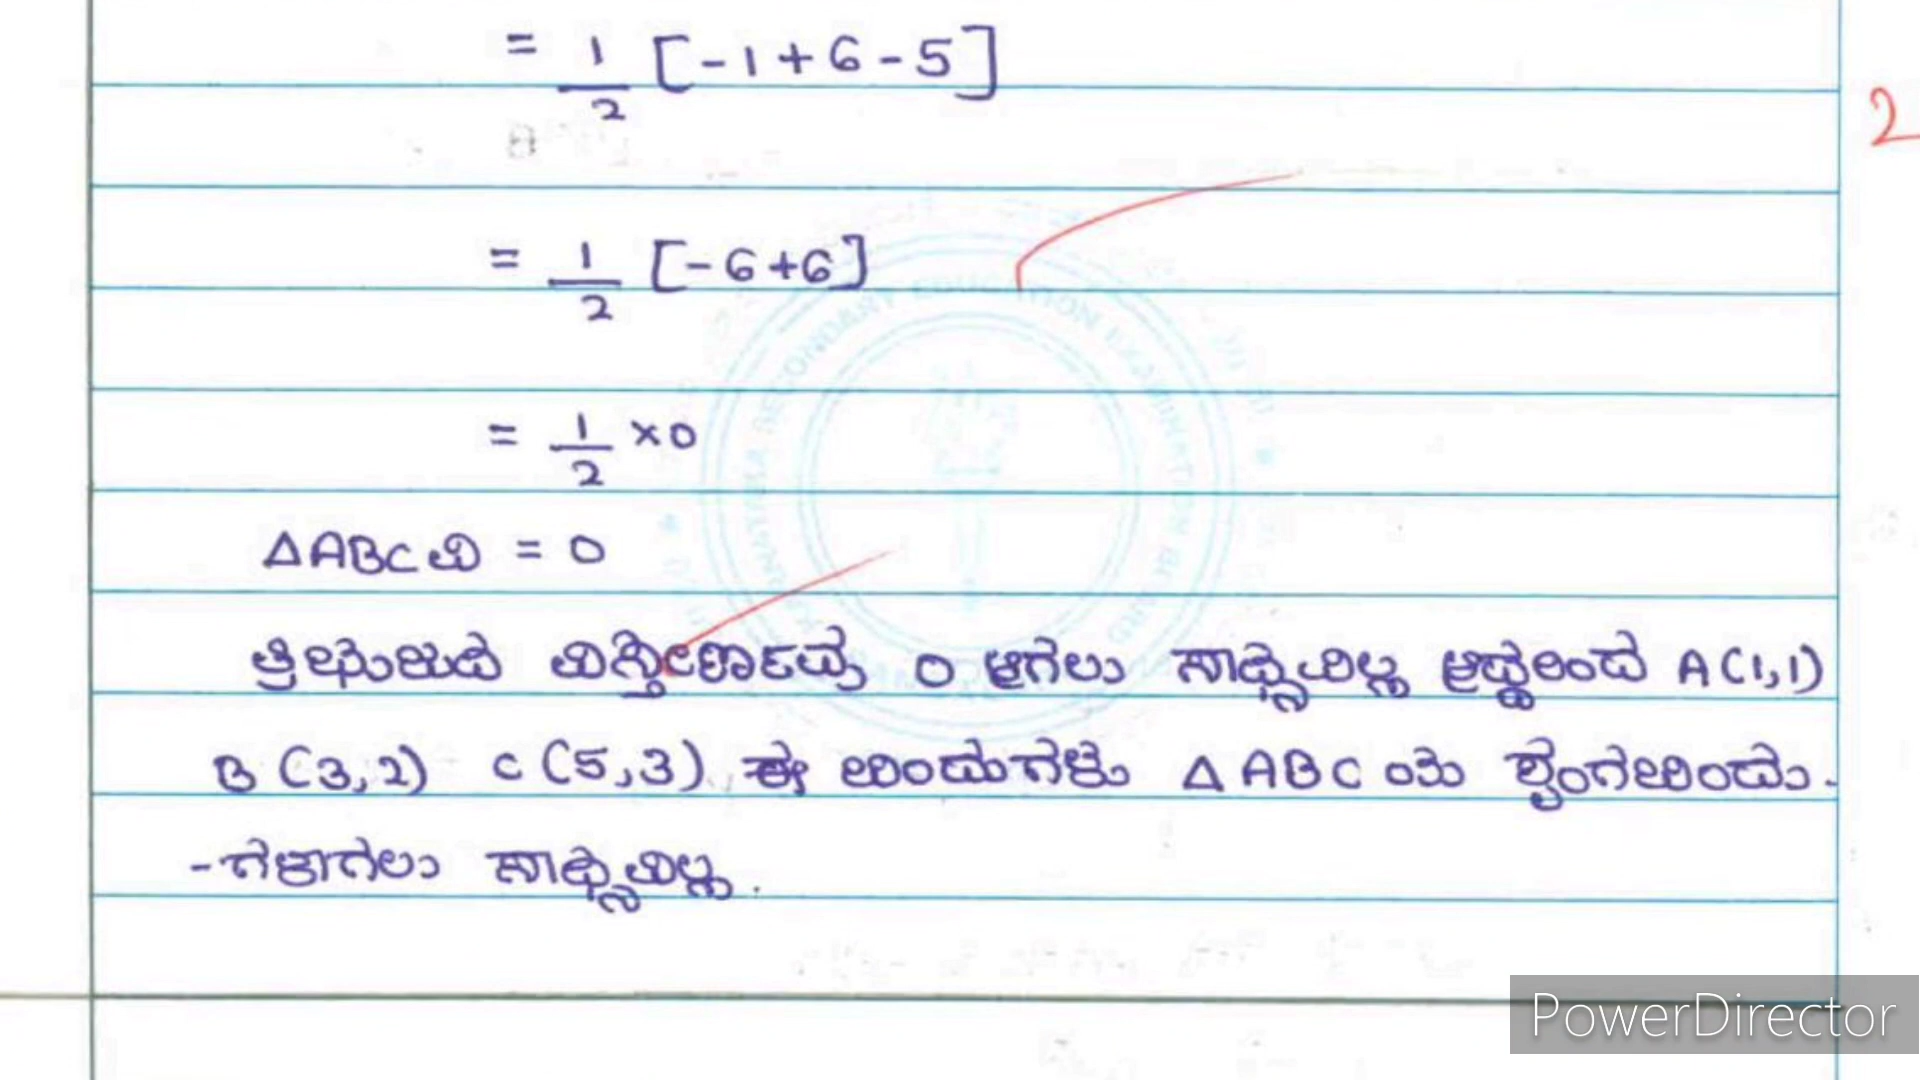 = 1/2 [-1+6-5]
2
= 1/2 [-6+6]
= 1/2 ×0
ΔABC ವಿ = 0
ತ್ರಿಭುಜದ ವಿಸ್ತೀರ್ಣವು 0 ಆಗಲು ಸಾಧ್ಯವಿಲ್ಲ ಆದ್ದರಿಂದ A(1,1)
B (3,2) C (5,3) ಈ ಬಿಂದುಗಳು ΔABC ಯ ಶೃಂಗಬಿಂದು-
-ಗಳಾಗಲು ಸಾಧ್ಯವಿಲ್ಲ.
PowerDirector